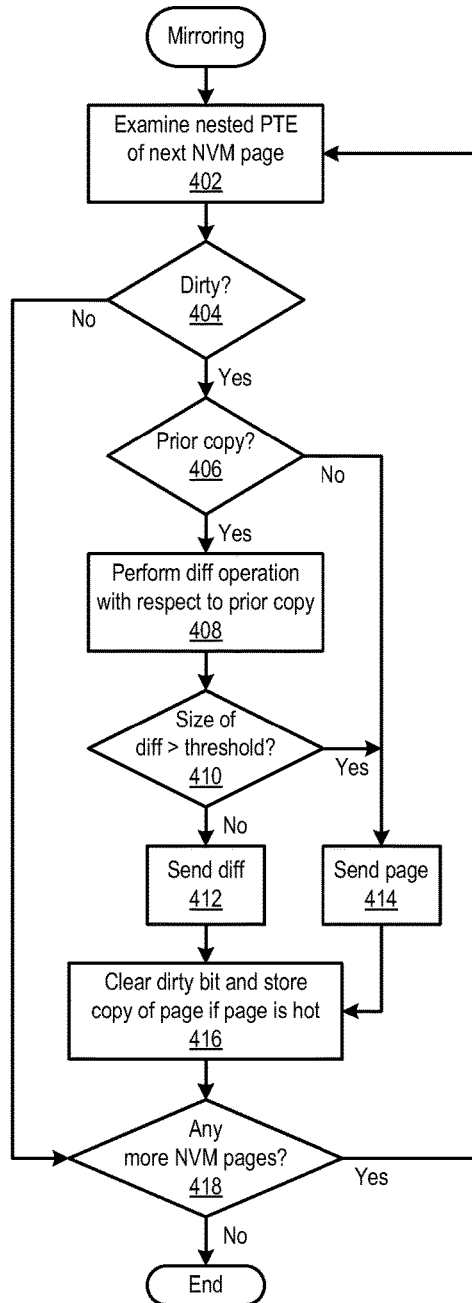 Mirroring
Examine nested PTE
of next NVM page
402
Dirty?
404
No
Yes
Prior copy?
406
No
Yes
Perform diff operation
with respect to prior copy
408
Size of
diff > threshold?
410
Yes
No
Send diff
412
Send page
414
Clear dirty bit and store
copy of page if page is hot
416
Any
more NVM pages?
418
Yes
No
End